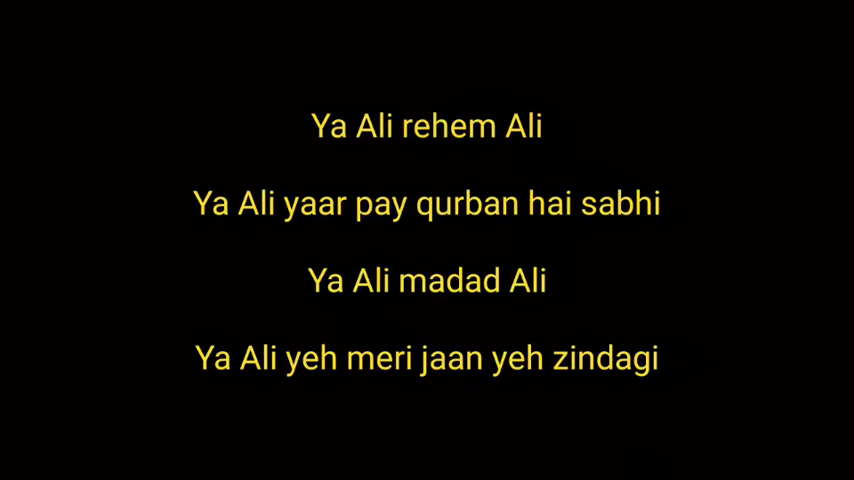 Ya Ali rehem Ali
Ya Ali yaar pay qurban hai sabhi
Ya Ali madad Ali
Ya Ali yeh meri jaan yeh zindagi